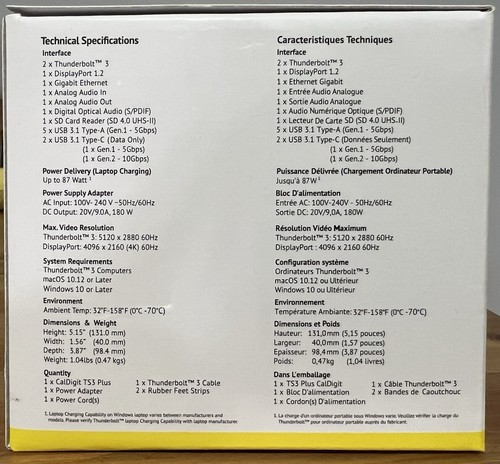 Technical Specifications
Interface
2 x Thunderbolt™ 3
1 x DisplayPort 1.2
1 x Gigabit Ethernet
1 x Analog Audio In
1 x Analog Audio Out
1 x Digital Optical Audio (S/PDIF)
1 x SD Card Reader (SD 4.0 UHS-II)
5 x USB 3.1 Type-A (Gen.1 - 5Gbps)
2 x USB 3.1 Type-C (Data Only)
(1 x Gen.1 - 5Gbps)
(1 x Gen.2 - 10Gbps)
Power Delivery (Laptop Charging)
Up to 87 Watt ¹
Power Supply Adapter
AC Input: 100V- 240 V ~50Hz/60Hz
DC Output: 20V/9.0A, 180 W
Max. Video Resolution
Thunderbolt™ 3: 5120 x 2880 60Hz
DisplayPort: 4096 x 2160 (4K) 60Hz
System Requirements
Thunderbolt™ 3 Computers
macOS 10.12 or Later
Windows 10 or Later
Environment
Ambient Temp: 32°F-158°F (0°C -70°C)
Dimensions & Weight
Height: 5.15" (131.0 mm)
Width: 1.56" (40.0 mm)
Depth: 3.87" (98.4 mm)
Weight: 1.04lbs (0.47 kgs)
Quantity
1 x CalDigit TS3 Plus 1 x Thunderbolt™ 3 Cable
1 x Power Adapter 2 x Rubber Feet Strips
1 x Power Cord(s)
1. Laptop Charging Capability on Windows laptop varies between manufacturers and
models. Please verify Thunderbolt™ laptop Charging Capability with laptop manufacturer.
Caracteristiques Techniques
Interface
2 x Thunderbolt™ 3
1 x DisplayPort 1.2
1 x Ethernet Gigabit
1 x Entrée Audio Analogue
1 x Sortie Audio Analogue
1 x Audio Numérique Optique (S/PDIF)
1 x Lecteur De Carte SD (SD 4.0 UHS-II)
5 x USB 3.1 Type-A (Gen.1 - 5Gbps)
2 x USB 3.1 Type-C (Données Seulement)
(1 x Gen.1 - 5Gbps)
(1 x Gen.2 - 10Gbps)
Puissance Délivrée (Chargement Ordinateur Portable)
Jusqu'à 87W ¹
Bloc D'alimentation
Entrée AC: 100V-240V ~ 50Hz/60Hz
Sortie DC: 20V/9,0A, 180W
Résolution Vidéo Maximum
Thunderbolt™ 3: 5120 x 2880 60Hz
DisplayPort : 4096 x 2160 60Hz
Configuration système
Ordinateurs Thunderbolt™ 3
macOS 10.12 ou Ultérieur
Windows 10 ou Ultérieur
Environnement
Température Ambiante: 32°F-158°F (0°C -70°C)
Dimensions et Poids
Hauteur: 131,0mm (5,15 pouces)
Largeur: 40,0mm (1,57 pouces)
Epaisseur: 98,4mm (3,87 pouces)
Poids: 0,47kg (1,04 livres)
Dans L'emballage
1 x TS3 Plus CalDigit 1 x Câble Thunderbolt™ 3
1 x Bloc D'alimentation 2 x Bandes de Caoutchouc
1 x Cordon(s) D'alimentation
1. La charge d'un ordinateur portable sous Windows varie. Veuillez vérifier la charge du
Thunderbolt™ pour ordinateur portable auprès du fabricant.